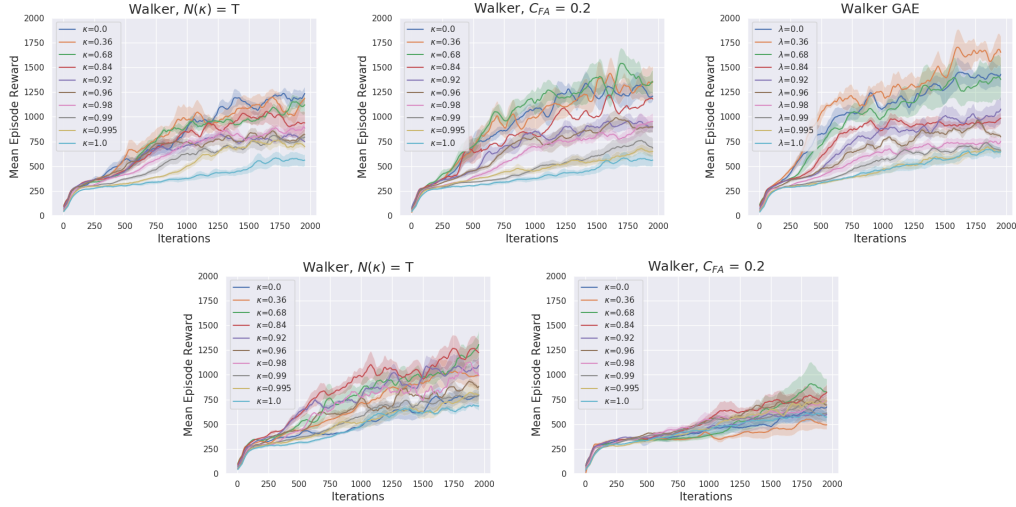 Walker, N(κ) = T
Mean Episode Reward
2000
1750
1500
1250
1000
750
500
250
0
κ=0.0
κ=0.36
κ=0.68
κ=0.84
κ=0.92
κ=0.96
κ=0.98
κ=0.99
κ=0.995
κ=1.0
0 250 500 750 1000 1250 1500 1750 2000
Iterations
Walker, C_FA = 0.2
Mean Episode Reward
2000
1750
1500
1250
1000
750
500
250
0
κ=0.0
κ=0.36
κ=0.68
κ=0.84
κ=0.92
κ=0.96
κ=0.98
κ=0.99
κ=0.995
κ=1.0
0 250 500 750 1000 1250 1500 1750 2000
Iterations
Walker GAE
Mean Episode Reward
2000
1750
1500
1250
1000
750
500
250
0
λ=0.0
λ=0.36
λ=0.68
λ=0.84
λ=0.92
λ=0.96
λ=0.98
λ=0.99
λ=0.995
λ=1.0
0 250 500 750 1000 1250 1500 1750 2000
Iterations
Walker, N(κ) = T
Mean Episode Reward
2000
1750
1500
1250
1000
750
500
250
0
κ=0.0
κ=0.36
κ=0.68
κ=0.84
κ=0.92
κ=0.96
κ=0.98
κ=0.99
κ=0.995
κ=1.0
0 250 500 750 1000 1250 1500 1750 2000
Iterations
Walker, C_FA = 0.2
Mean Episode Reward
2000
1750
1500
1250
1000
750
500
250
0
κ=0.0
κ=0.36
κ=0.68
κ=0.84
κ=0.92
κ=0.96
κ=0.98
κ=0.99
κ=0.995
κ=1.0
0 250 500 750 1000 1250 1500 1750 2000
Iterations